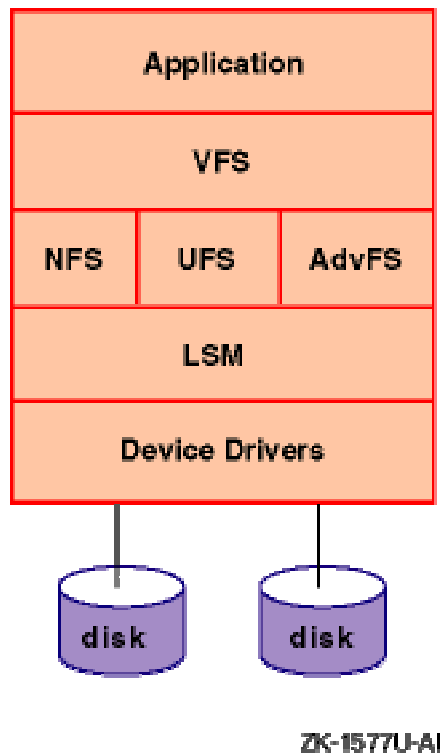 Application
VFS
NFS UFS AdvFS
LSM
Device Drivers
disk disk
ZK-1577U-AI